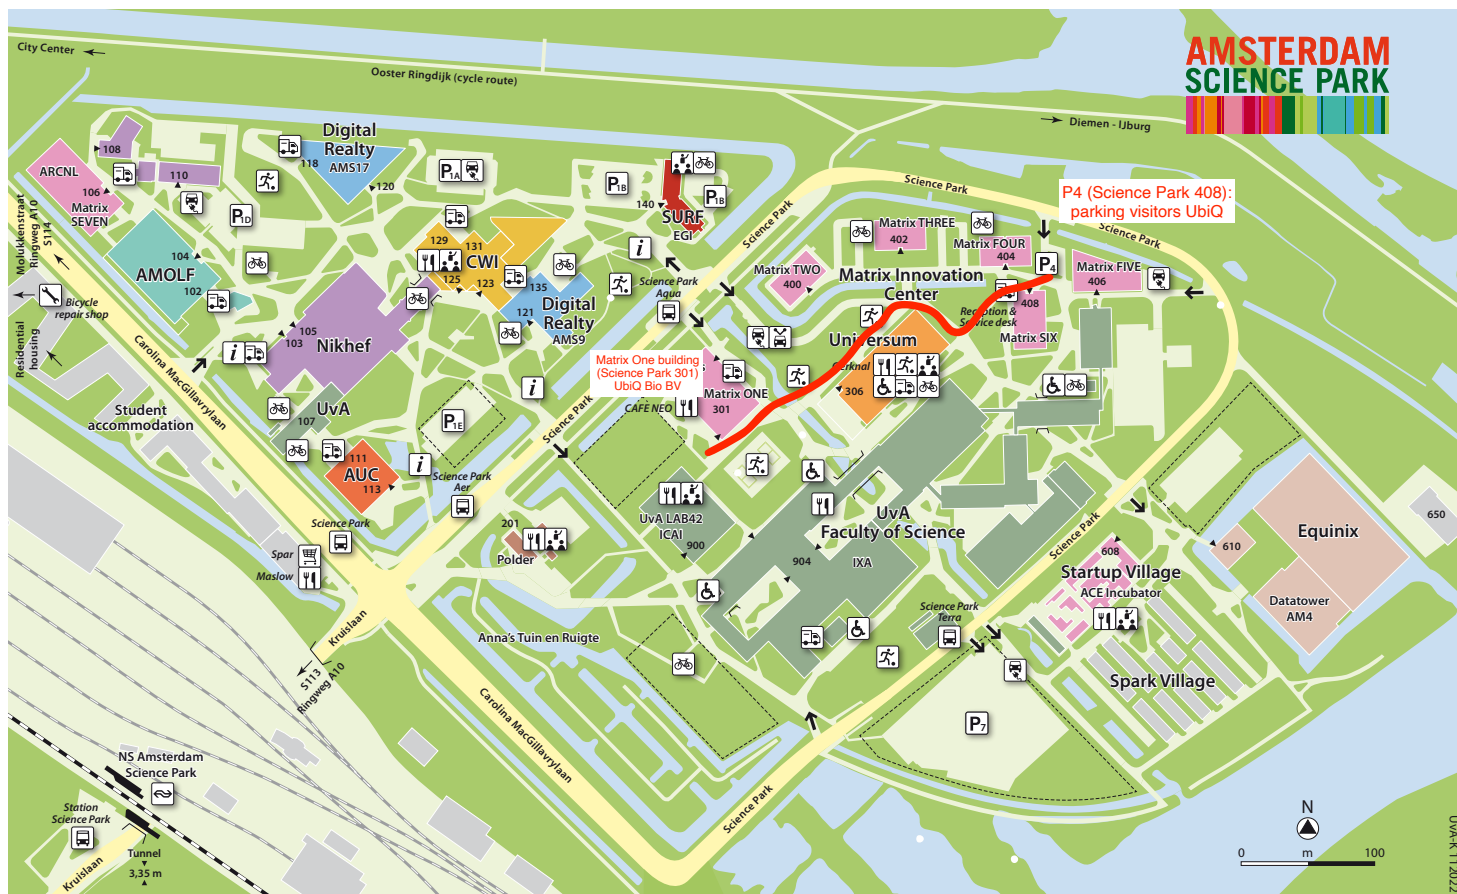 City Center
Ooster Ringdijk (cycle route)
AMSTERDAM
SCIENCE PARK
Diemen - IJburg
Digital
Realty
AMS17
118
120
108
110
ARCNL
106
Matrix
SEVEN
P1D
P1A
P1B
P1B
140
SURF
EGI
Science Park
Science Park
P4 (Science Park 408):
parking visitors UbiQ
Science Park
Molukkenstraat
Ringweg A10
S114
104
AMOLF
102
129
131
CWI
125
123
135
121
Digital
Realty
AMS9
i
Science Park
Aqua
Matrix THREE
402
Matrix FOUR
404
P4
Matrix FIVE
406
Matrix TWO
400
Matrix Innovation
Center
Reception &
Service desk
408
Matrix SIX
Bicycle
repair shop
Residential
housing
105
103
Nikhef
i
Universum
306
Matrix One building
(Science Park 301)
UbiQ Bio BV
Matrix ONE
301
CAFE NEO
i
Carolina MacGillavrylaan
Student
accommodation
UvA
107
P1E
Science Park
111
AUC
113
i
Science Park
Aer
Science Park
Spar
Maslow
201
Polder
UvA LAB42
ICAI
900
UvA
Faculty of Science
904
IXA
Science Park
608
Startup Village
ACE Incubator
610
Equinix
650
Datatower
AM4
Science Park
Terra
Spark Village
P7
Kruislaan
S113
Ringweg A10
Anna's Tuin en Ruigte
Carolina MacGillavrylaan
Science Park
NS Amsterdam
Science Park
Station
Science Park
Tunnel
3,35 m
Kruislaan
N
0 m 100
UvA-K 112022